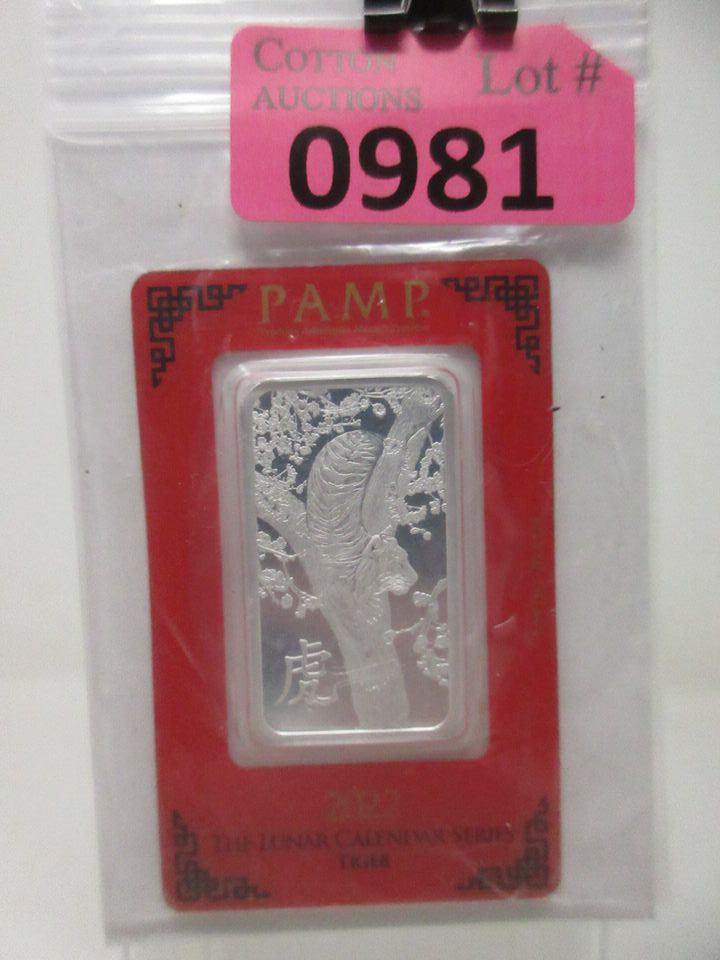 COTTON
AUCTIONS
Lot #
0981
PAMP
虎
2022
THE LUNAR CALENDAR SERIES
TIGER